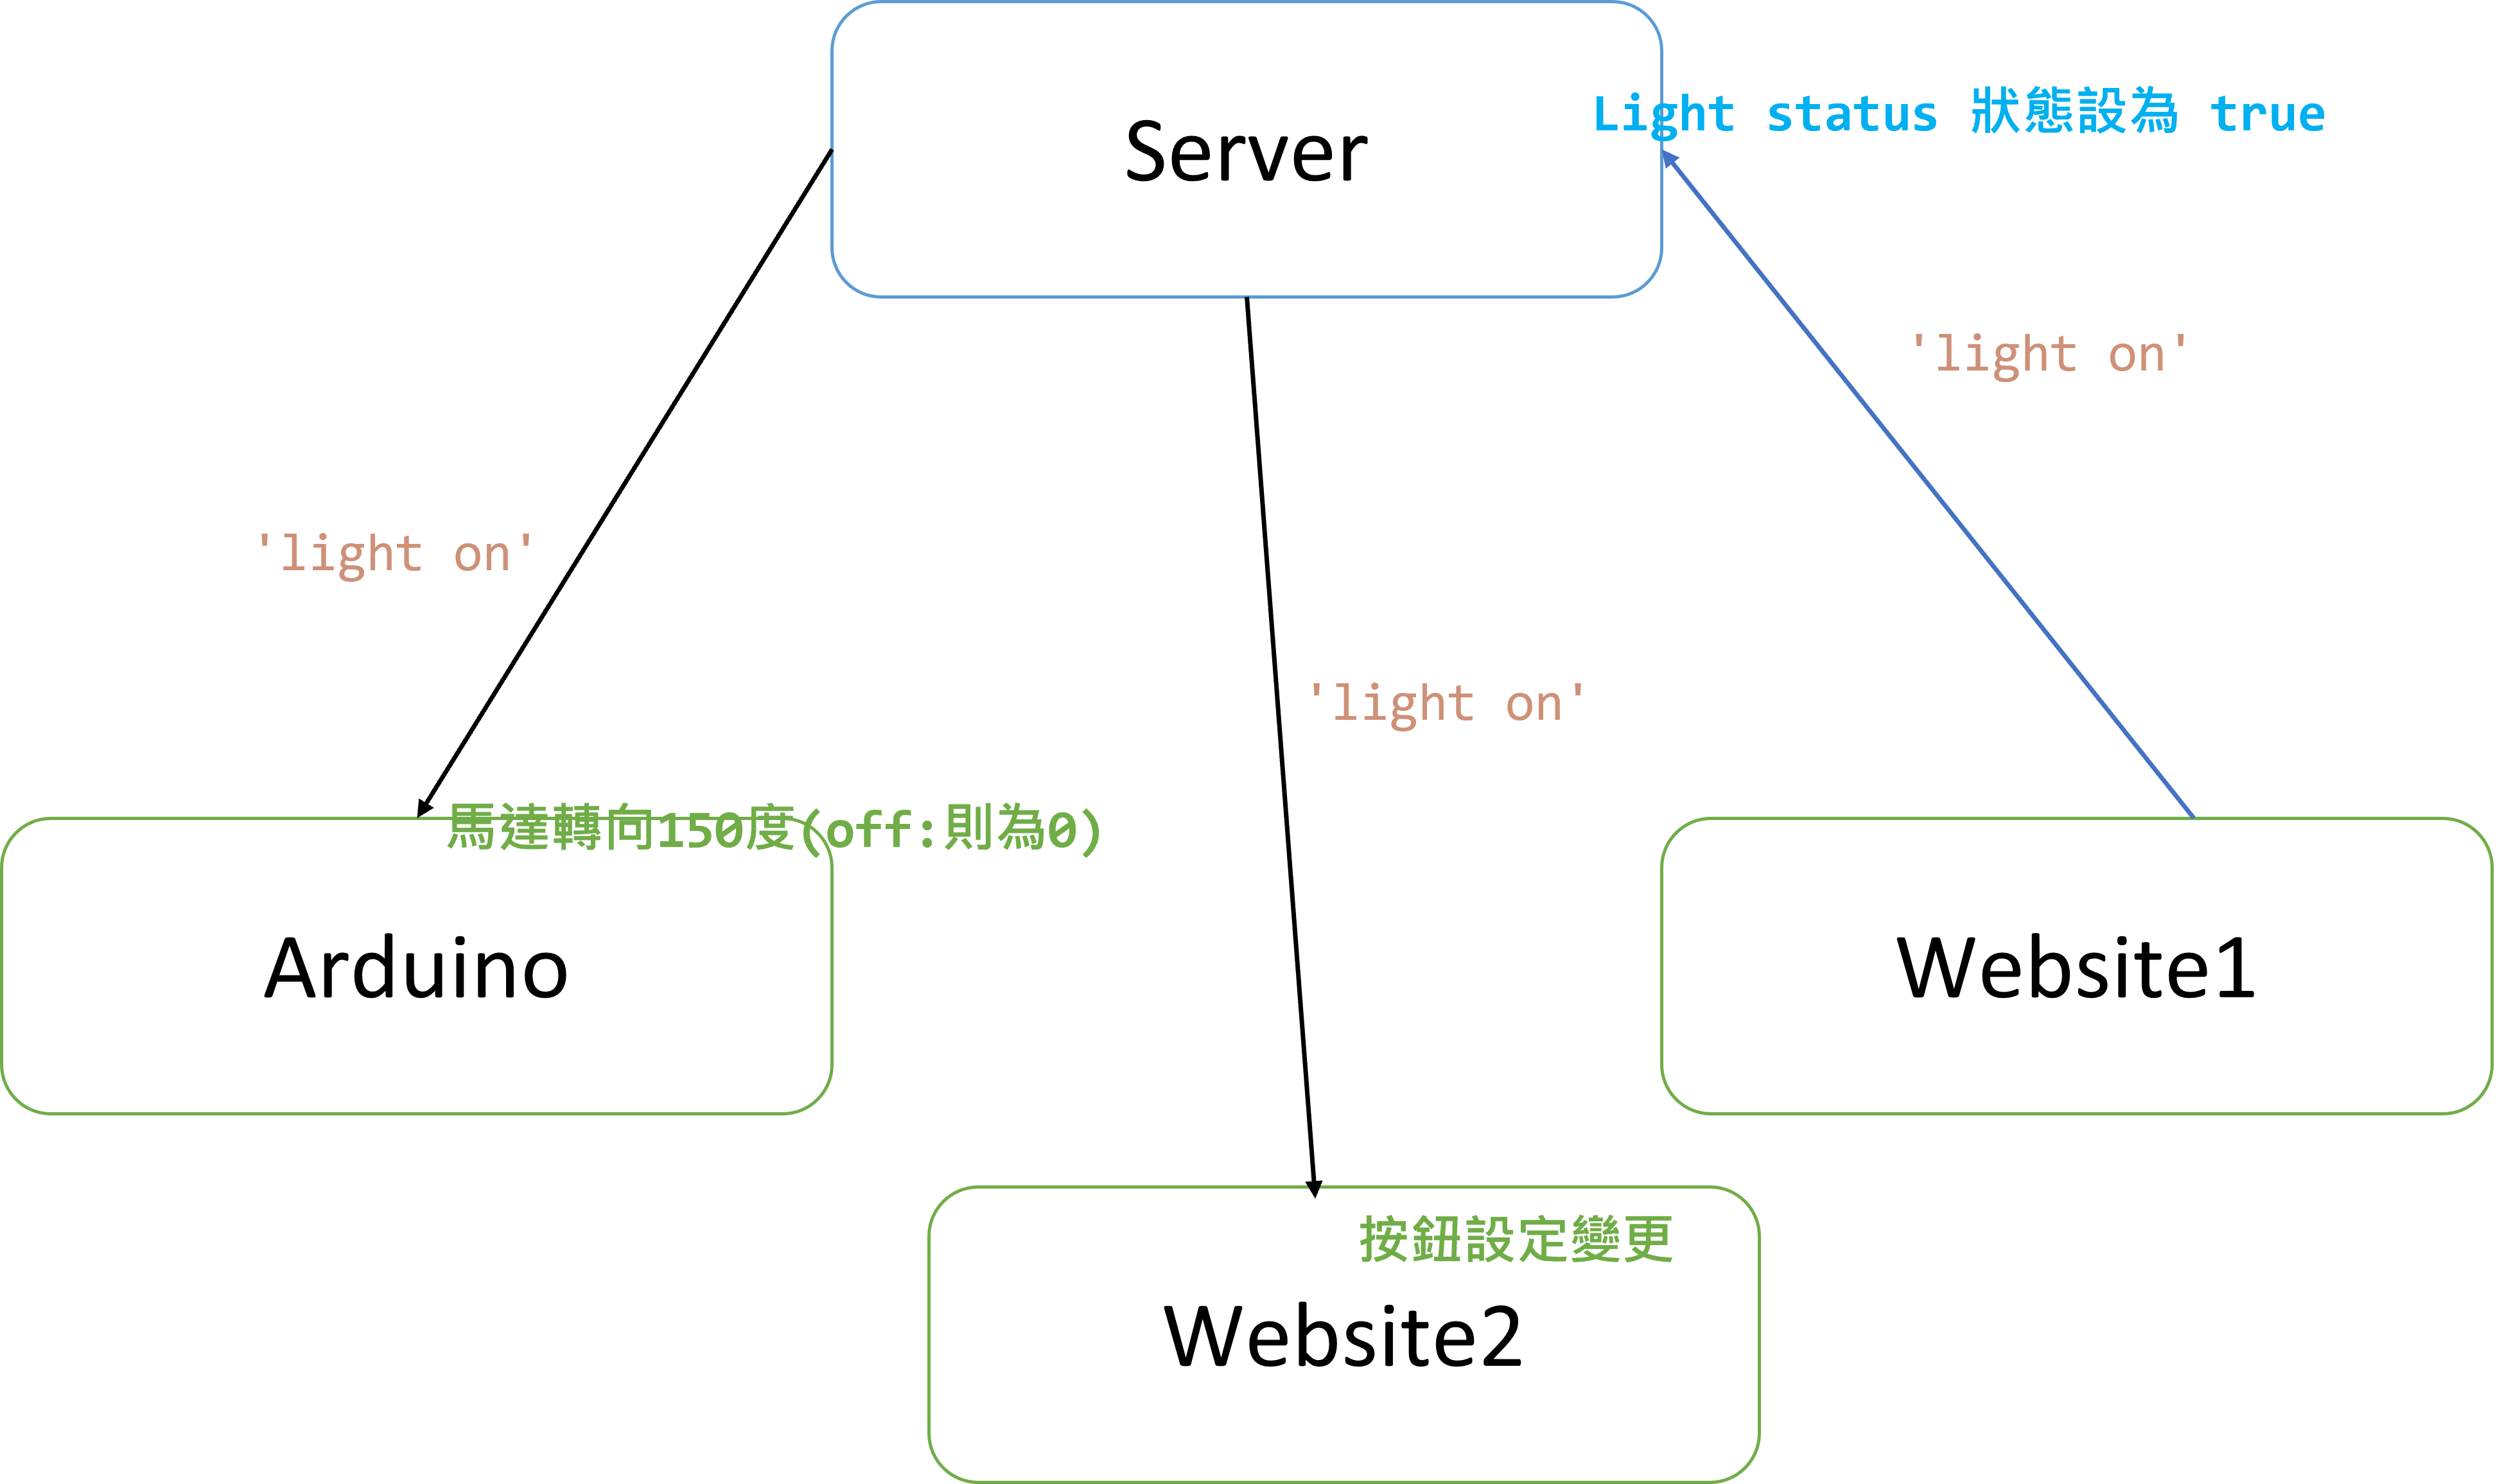 Server
Light status 狀態設為 true
'light on'
'light on'
'light on'
馬達轉向150度(off:則為0)
Arduino
Website1
按鈕設定變更
Website2